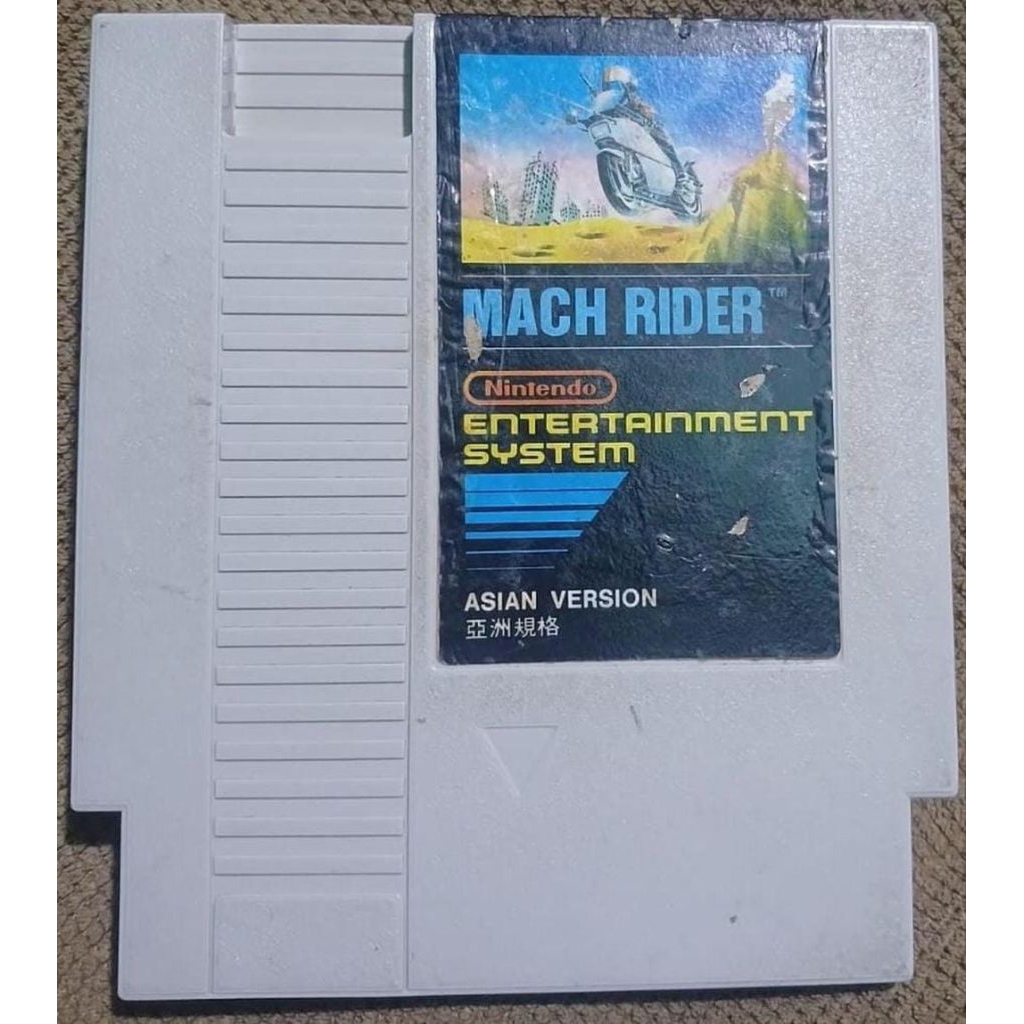 MACH RIDER™
Nintendo
ENTERTAINMENT
SYSTEM
ASIAN VERSION
亞洲規格